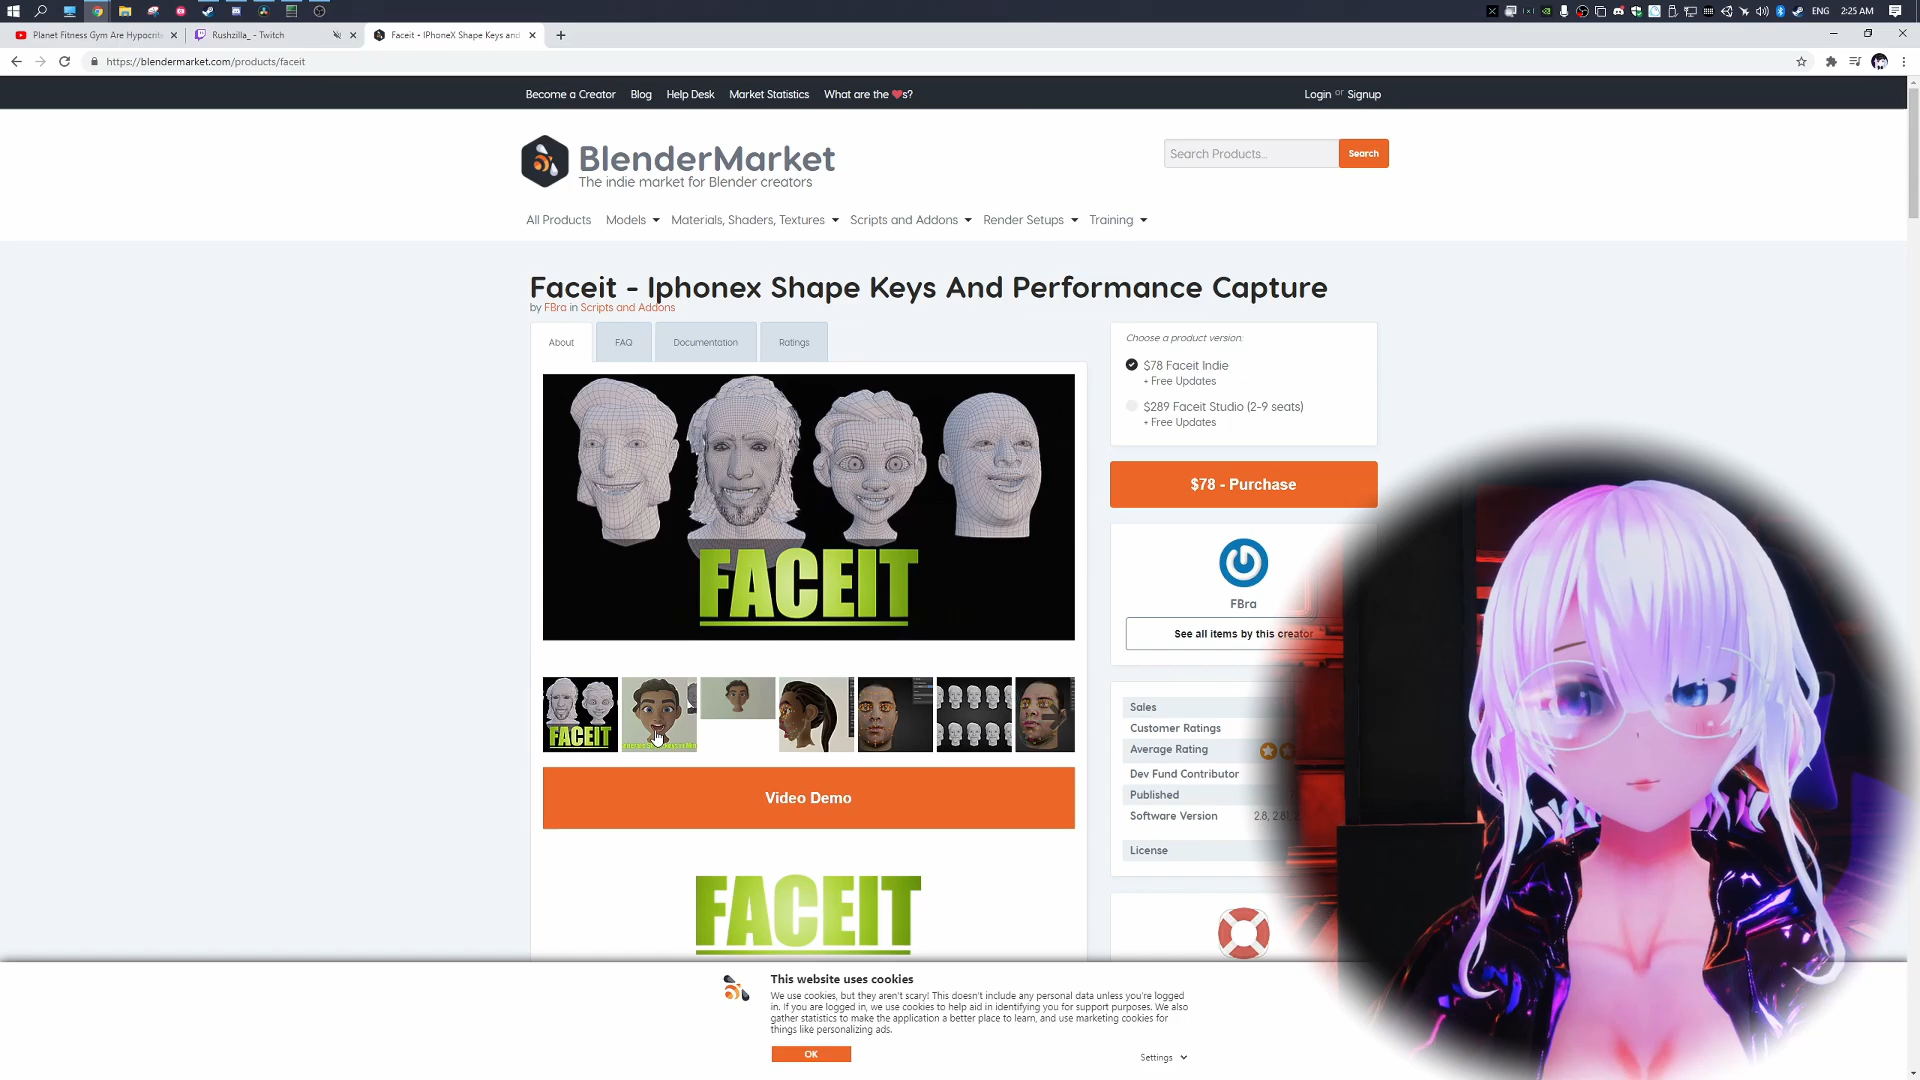 ENG
2:25 AM
Planet Fitness Gym Are Hypocrite
Rushzilla_ - Twitch
Faceit - IPhoneX Shape Keys and
https://blendermarket.com/products/faceit
Become a Creator
Blog
Help Desk
Market Statistics
What are the ❤s?
Login or Signup
BlenderMarket
The indie market for Blender creators
Search Products...
Search
All Products
Models
Materials, Shaders, Textures
Scripts and Addons
Render Setups
Training
Faceit - Iphonex Shape Keys And Performance Capture
by FBra in Scripts and Addons
About
FAQ
Documentation
Ratings
Choose a product version:
$78 Faceit Indie
+ Free Updates
$289 Faceit Studio (2-9 seats)
+ Free Updates
$78 - Purchase
FACEIT
FBra
See all items by this creator
FACEIT
Video Demo
Sales
Customer Ratings
Average Rating
Dev Fund Contributor
Published
Software Version
2.8, 2.81, 2
License
FACEIT
This website uses cookies
We use cookies, but they aren't scary! This doesn't include any personal data unless you're logged
in. If you are logged in, we use cookies to help aid in identifying you for support purposes. We also
gather statistics to make the application a better place to learn, and use marketing cookies for
things like personalizing ads.
OK
Settings